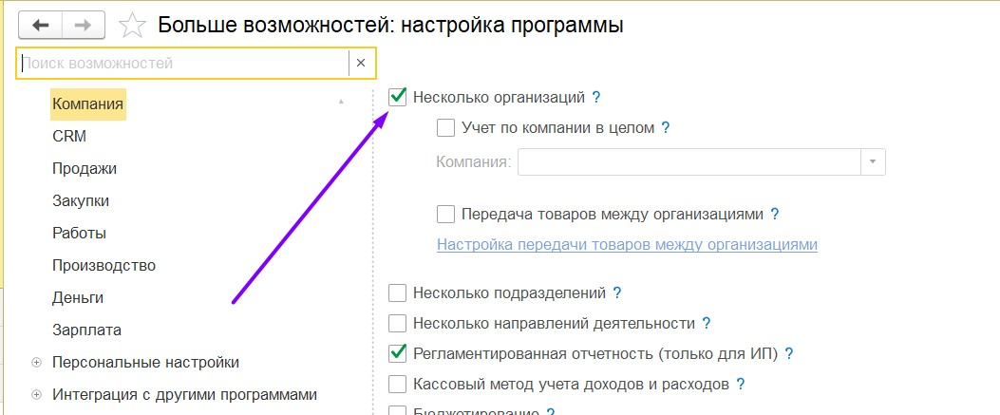 Больше возможностей: настройка программы
Поиск возможностей
Компания
CRM
Продажи
Закупки
Работы
Производство
Деньги
Зарплата
Персональные настройки
Интеграция с другими программами
Несколько организаций ?
Учет по компании в целом ?
Компания:
Передача товаров между организациями ?
Настройка передачи товаров между организациями
Несколько подразделений ?
Несколько направлений деятельности ?
Регламентированная отчетность (только для ИП) ?
Кассовый метод учета доходов и расходов ?
Бюджетирование ?